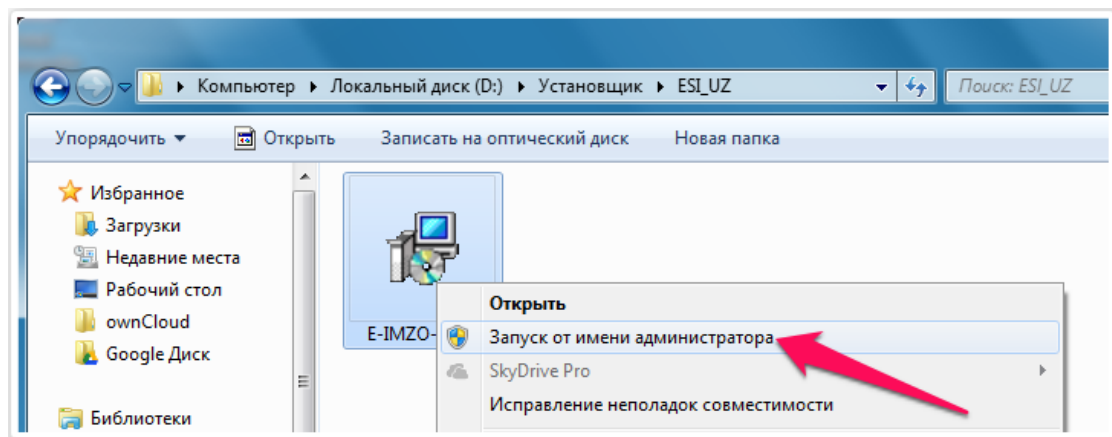 Компьютер ▸ Локальный диск (D:) ▸ Установщик ▸ ESI_UZ
Поиск: ESI_UZ
Упорядочить
Открыть
Записать на оптический диск
Новая папка
Избранное
Загрузки
Недавние места
Рабочий стол
ownCloud
Google Диск
Библиотеки
E-IMZO-
Открыть
Запуск от имени администратора
SkyDrive Pro
Исправление неполадок совместимости